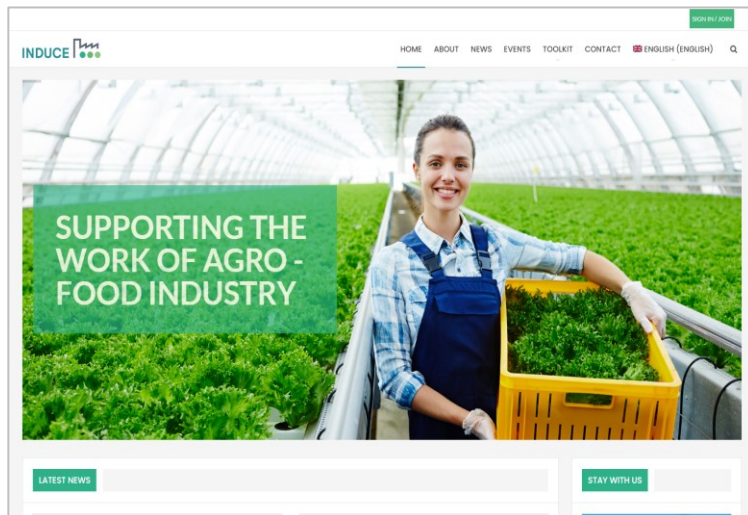 SIGN IN / JOIN
INDUCE
HOME ABOUT NEWS EVENTS TOOLKIT CONTACT ENGLISH (ENGLISH)
SUPPORTING THE
WORK OF AGRO -
FOOD INDUSTRY
LATEST NEWS
STAY WITH US